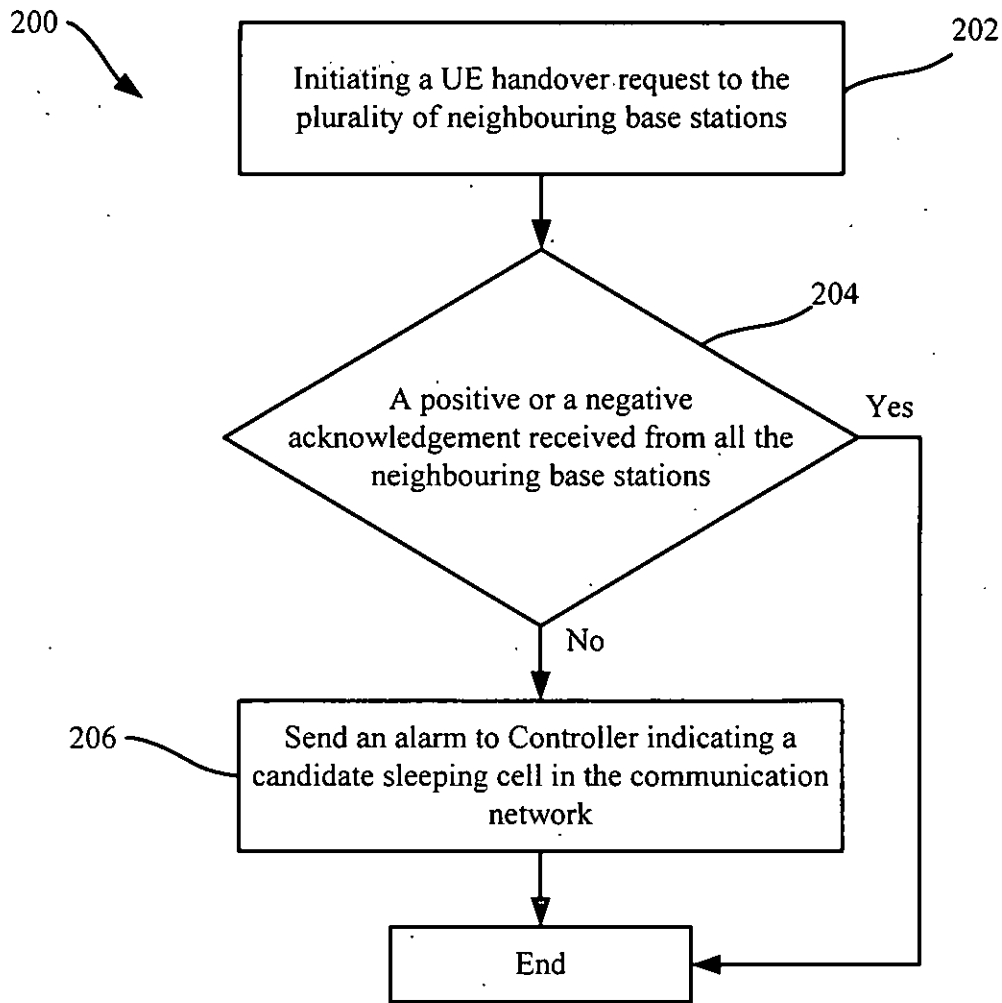 200
202
Initiating a UE handover request to the
plurality of neighbouring base stations
204
A positive or a negative
acknowledgement received from all the
neighbouring base stations
Yes
No
206
Send an alarm to Controller indicating a
candidate sleeping cell in the communication
network
End